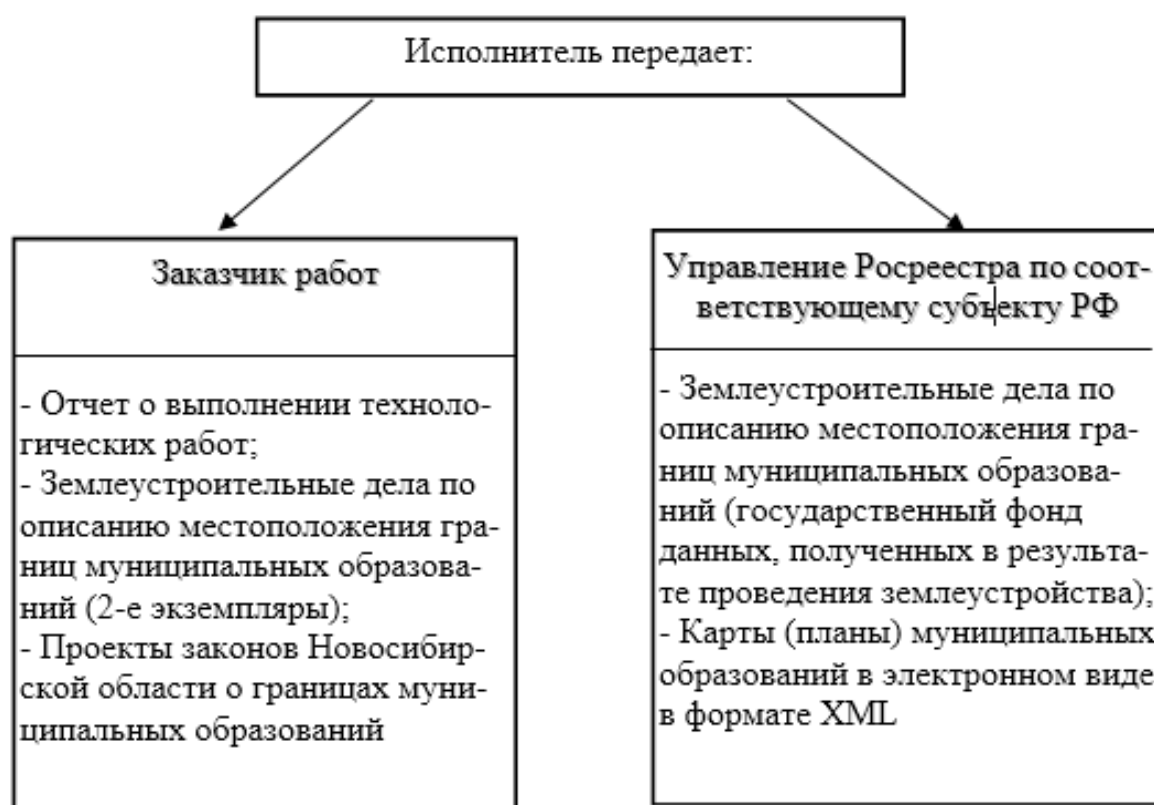 Исполнитель передает:
Заказчик работ
- Отчет о выполнении техноло-
гических работ;
- Землеустроительные дела по
описанию местоположения гра-
ниц муниципальных образова-
ний (2-е экземпляры);
- Проекты законов Новосибир-
ской области о границах муни-
ципальных образований
Управление Росреестра по соот-
ветствующему субъекту РФ
- Землеустроительные дела по
описанию местоположения гра-
ниц муниципальных образова-
ний (государственный фонд
данных, полученных в результа-
те проведения землеустройства);
- Карты (планы) муниципальных
образований в электронном виде
в формате XML